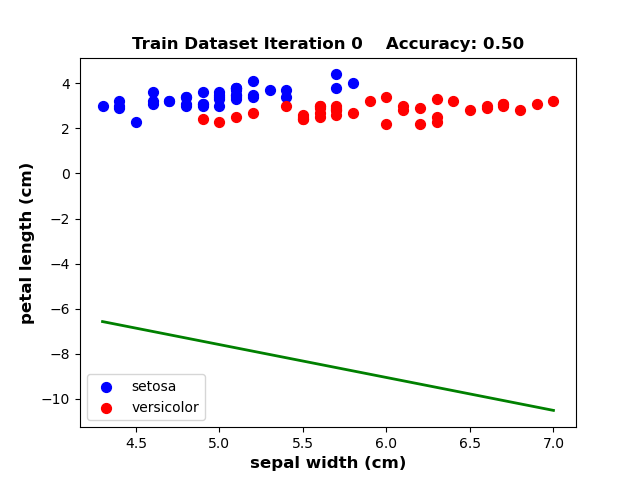 Train Dataset Iteration 0    Accuracy: 0.50
petal length (cm)
4
2
0
−2
−4
−6
−8
−10
setosa
versicolor
4.5 5.0 5.5 6.0 6.5 7.0
sepal width (cm)